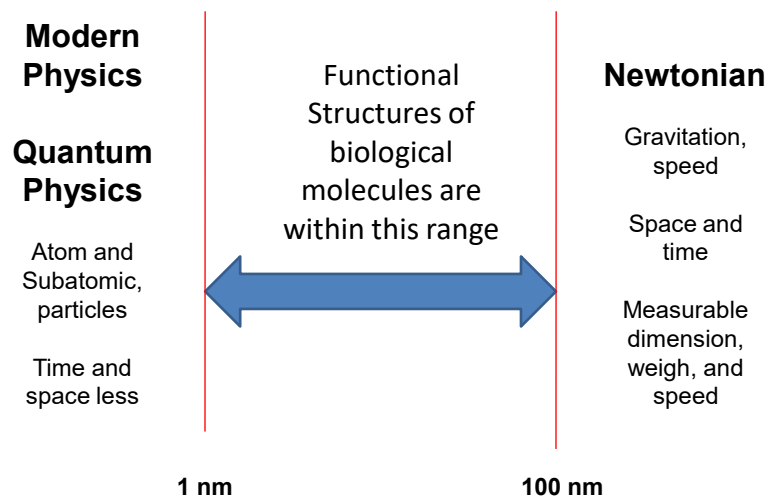 Modern
Physics
Quantum
Physics
Atom and
Subatomic,
particles
Time and
space less
Functional
Structures of
biological
molecules are
within this range
Newtonian
Gravitation,
speed
Space and
time
Measurable
dimension,
weigh, and
speed
1 nm
100 nm